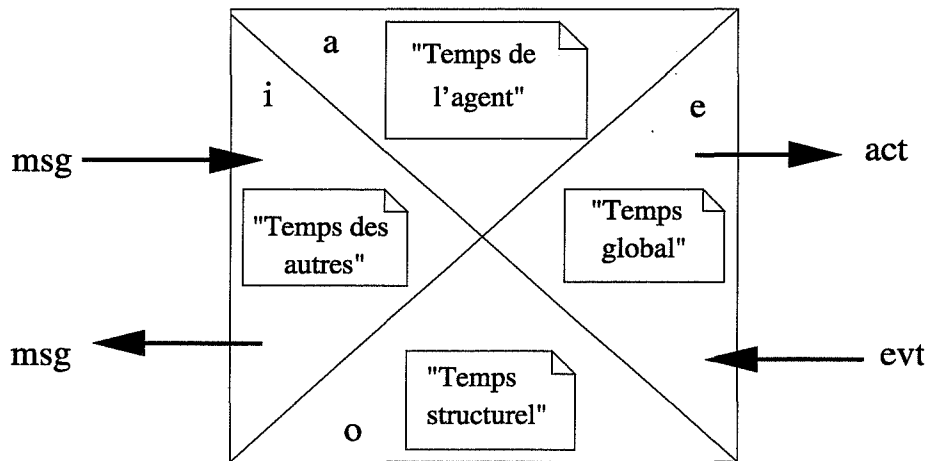 a
"Temps de
l'agent"
i
e
msg
act
"Temps des
autres"
"Temps
global"
msg
evt
"Temps
structurel"
o